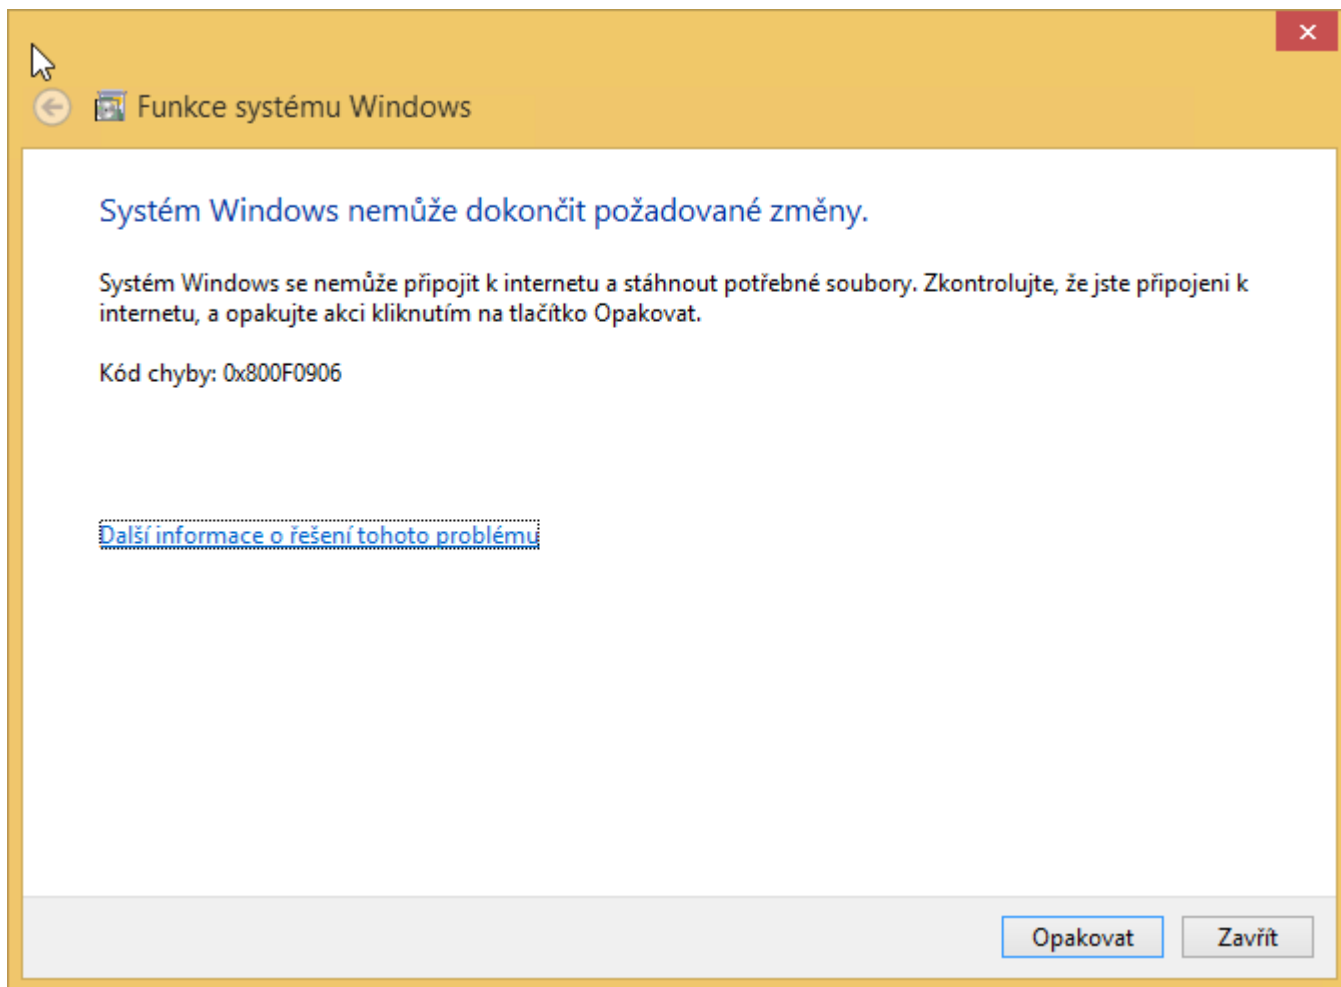 Funkce systému Windows
Systém Windows nemůže dokončit požadované změny.
Systém Windows se nemůže připojit k internetu a stáhnout potřebné soubory. Zkontrolujte, že jste připojeni k
internetu, a opakujte akci kliknutím na tlačítko Opakovat.
Kód chyby: 0x800F0906
Další informace o řešení tohoto problému
Opakovat Zavřít